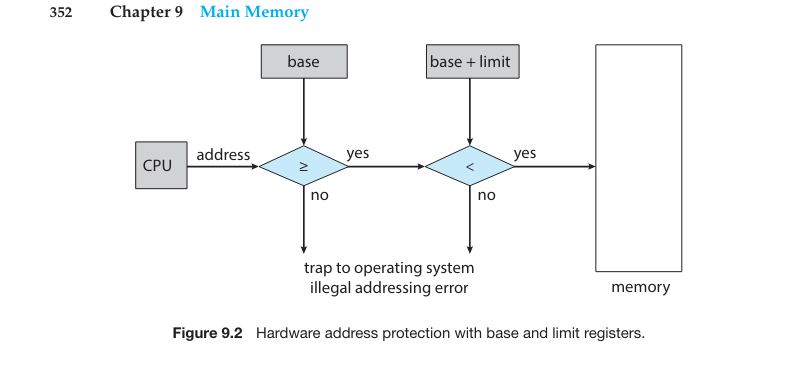 352 Chapter 9 Main Memory
base
base + limit
CPU
address
≥
yes
<
yes
no
no
trap to operating system
illegal addressing error
memory
Figure 9.2 Hardware address protection with base and limit registers.